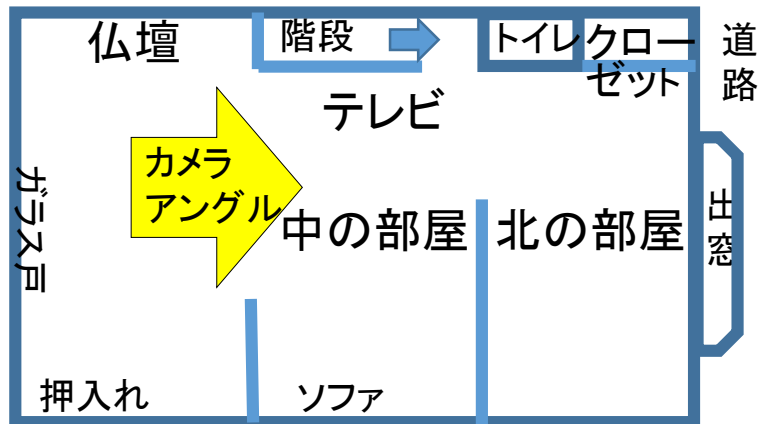 仏壇
階段
トイレ
クロー
ゼット
道
路
テレビ
カメラ
アングル
ガラス戸
中の部屋
北の部屋
出
窓
押入れ
ソファ